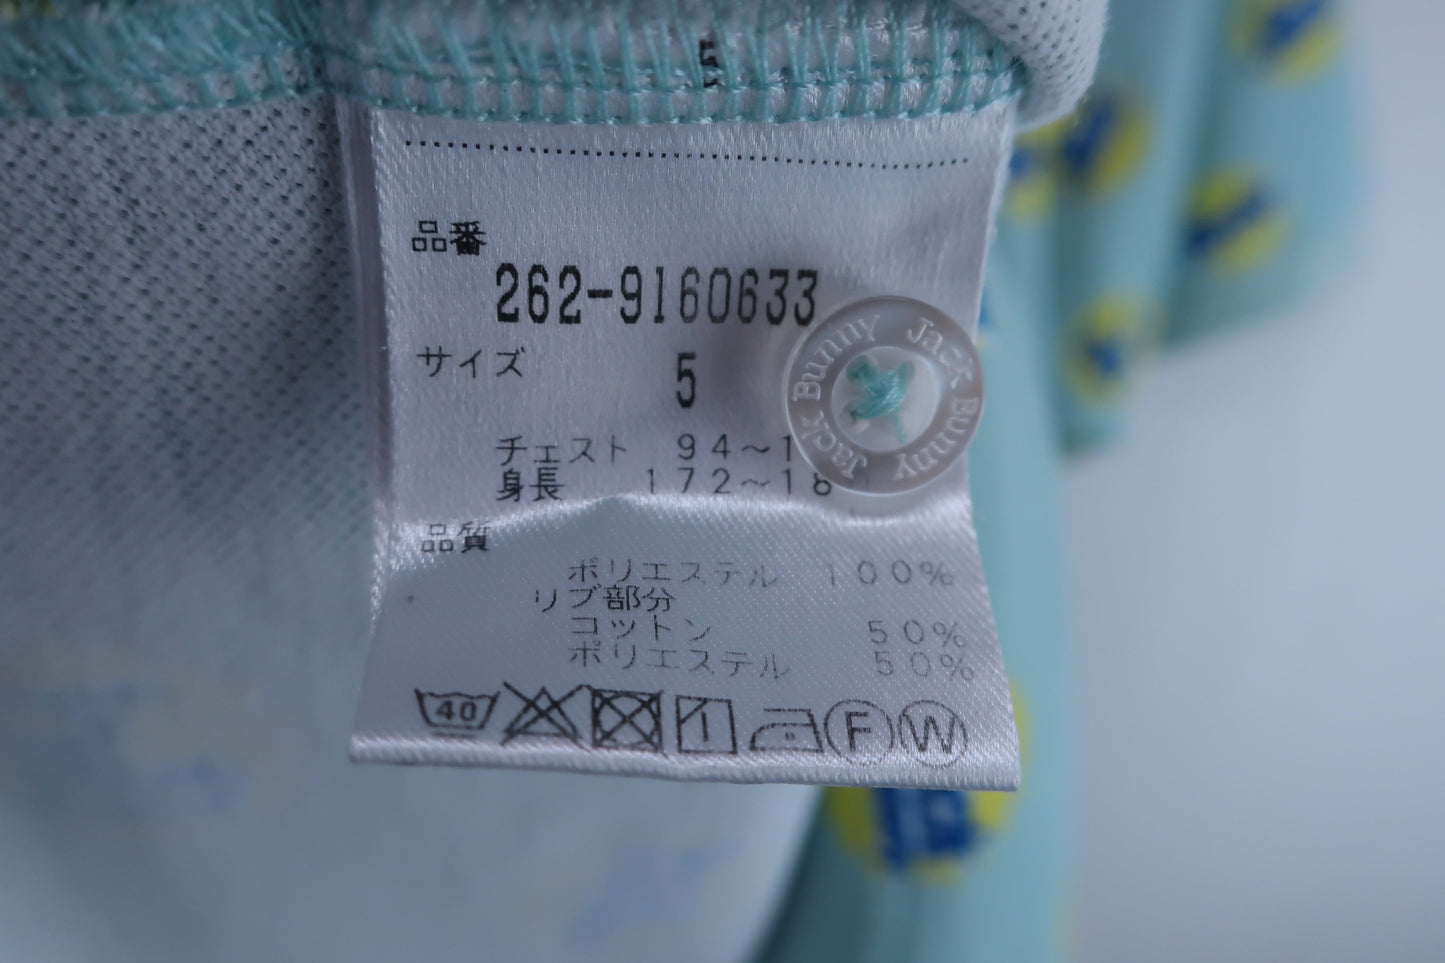 品番
262-9160633
サイズ 5
チェスト 94～1
身長 172～18
品質
ポリエステル 100%
リブ部分
コットン 50%
ポリエステル 50%
40 F W
Jack Bunny Jack Bunny